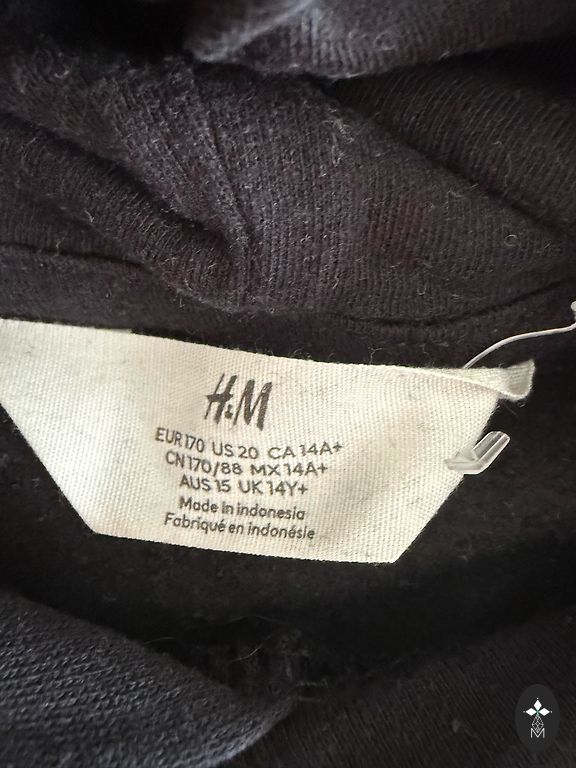 H&M
EUR170 US 20 CA 14A+
CN170/88 MX 14A+
AUS 15 UK 14Y+
Made in Indonesia
Fabriqué en Indonésie
M